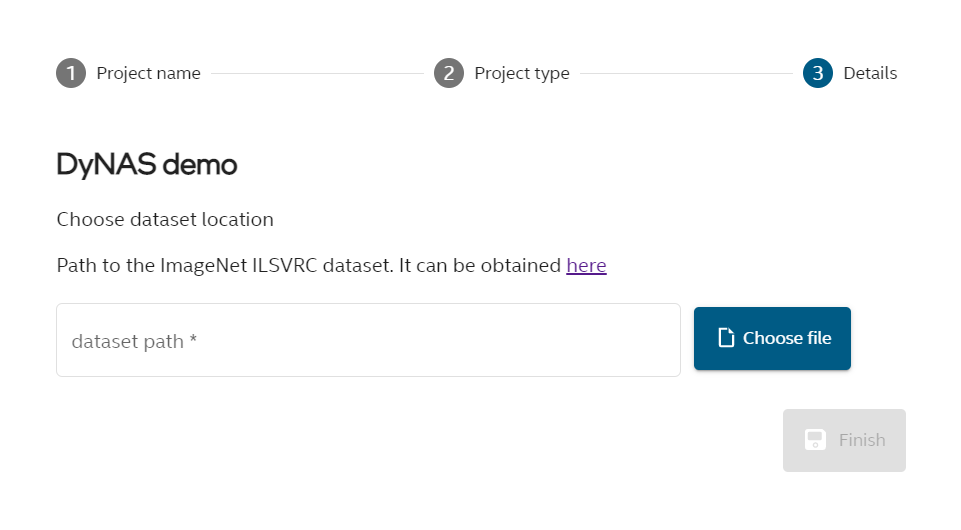 1 Project name 2 Project type 3 Details
DyNAS demo
Choose dataset location
Path to the ImageNet ILSVRC dataset. It can be obtained here
dataset path * Choose file
Finish